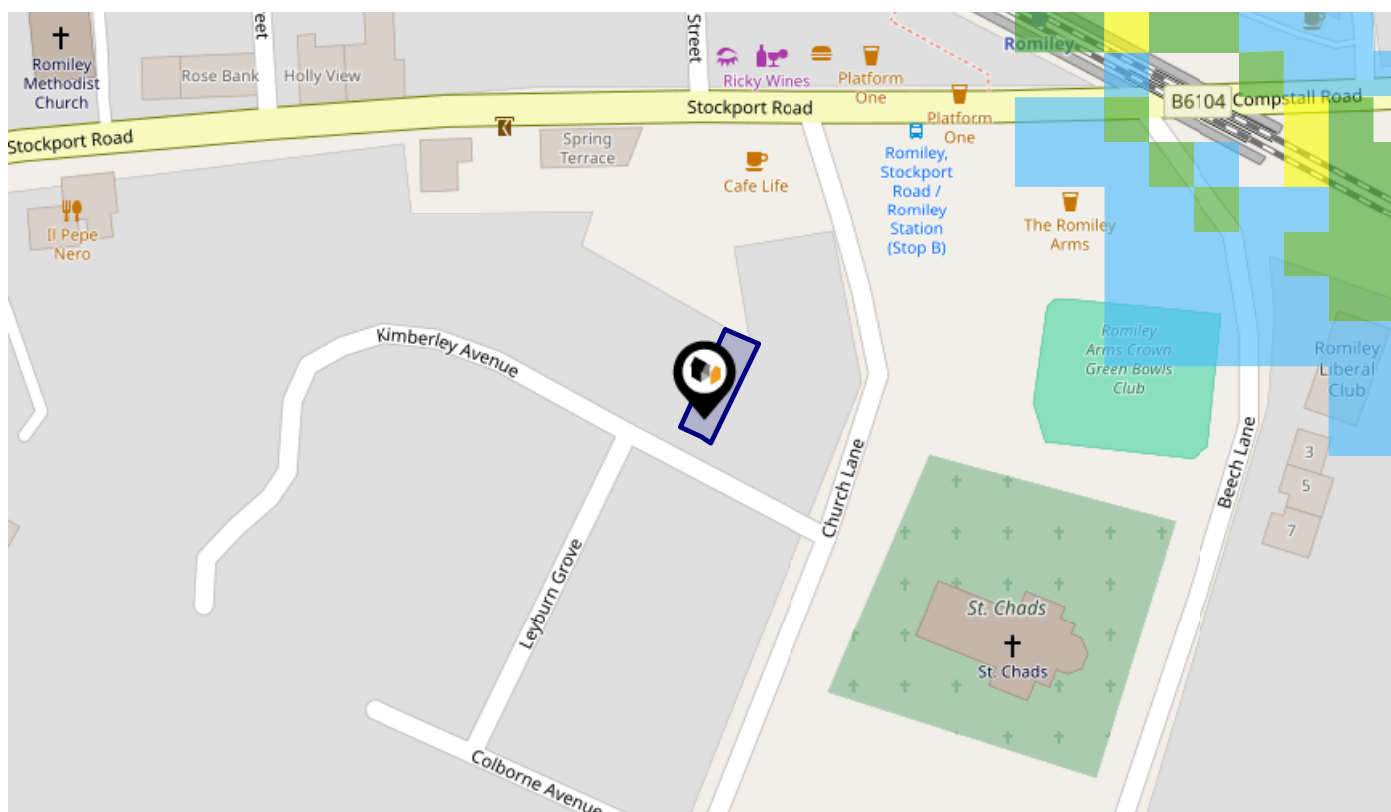 Romiley
Methodist
Church
Rose Bank
Holly View
Street
Ricky Wines
Platform
One
Platform
One
Romiley
B6104
Compstall Road
Stockport Road
Stockport Road
Spring
Terrace
Cafe Life
Romiley,
Stockport
Road /
Romiley
Station
(Stop B)
The Romiley
Arms
Il Pepe
Nero
Kimberley Avenue
Romiley
Arms Crown
Green Bowls
Club
Romiley
Liberal
Club
Church Lane
Beech Lane
3
5
7
Leyburn Grove
St. Chads
St. Chads
Colborne Avenue